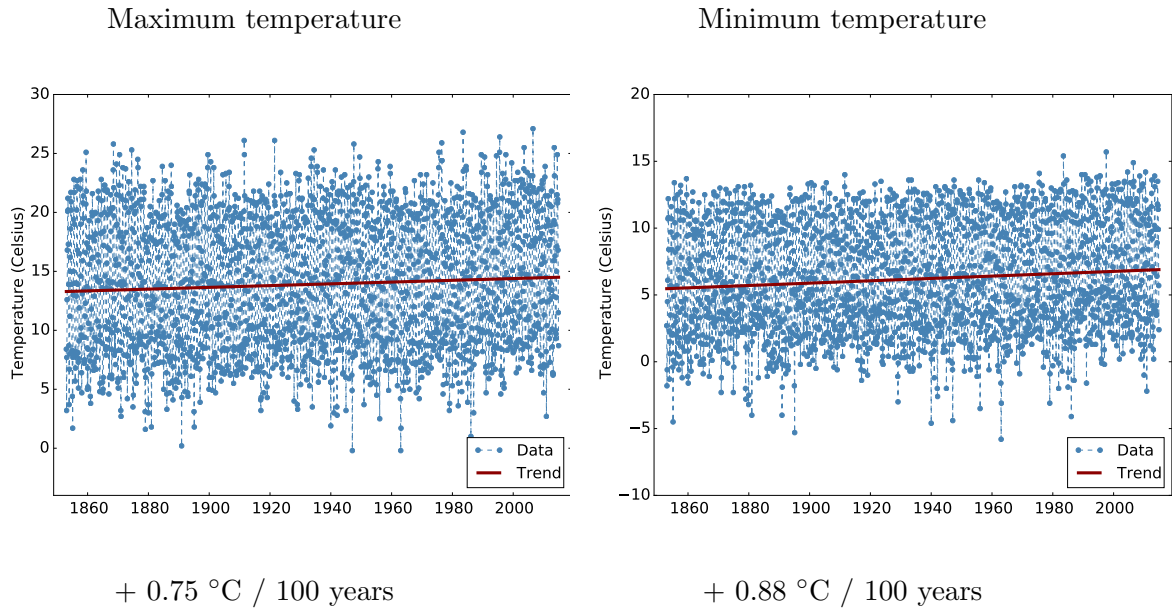 Maximum temperature
Minimum temperature
30
25
20
15
10
5
0
Temperature (Celsius)
1860 1880 1900 1920 1940 1960 1980 2000
Data
Trend
20
15
10
5
0
−5
−10
Temperature (Celsius)
1860 1880 1900 1920 1940 1960 1980 2000
Data
Trend
+ 0.75 °C / 100 years
+ 0.88 °C / 100 years